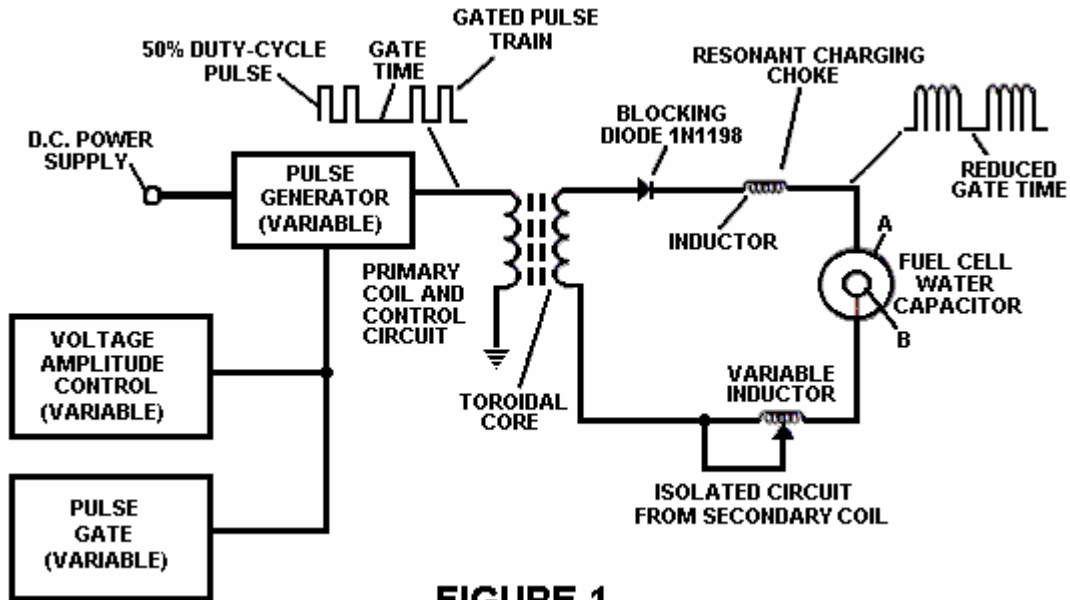 GATED PULSE
TRAIN
50% DUTY-CYCLE
PULSE
GATE
TIME
RESONANT CHARGING
CHOKE
BLOCKING
DIODE 1N1198
D.C. POWER
SUPPLY
PULSE
GENERATOR
(VARIABLE)
REDUCED
GATE TIME
INDUCTOR
A
FUEL CELL
WATER
CAPACITOR
B
PRIMARY
COIL AND
CONTROL
CIRCUIT
VOLTAGE
AMPLITUDE
CONTROL
(VARIABLE)
TOROIDAL
CORE
VARIABLE
INDUCTOR
PULSE
GATE
(VARIABLE)
ISOLATED CIRCUIT
FROM SECONDARY COIL
FIGURE 1